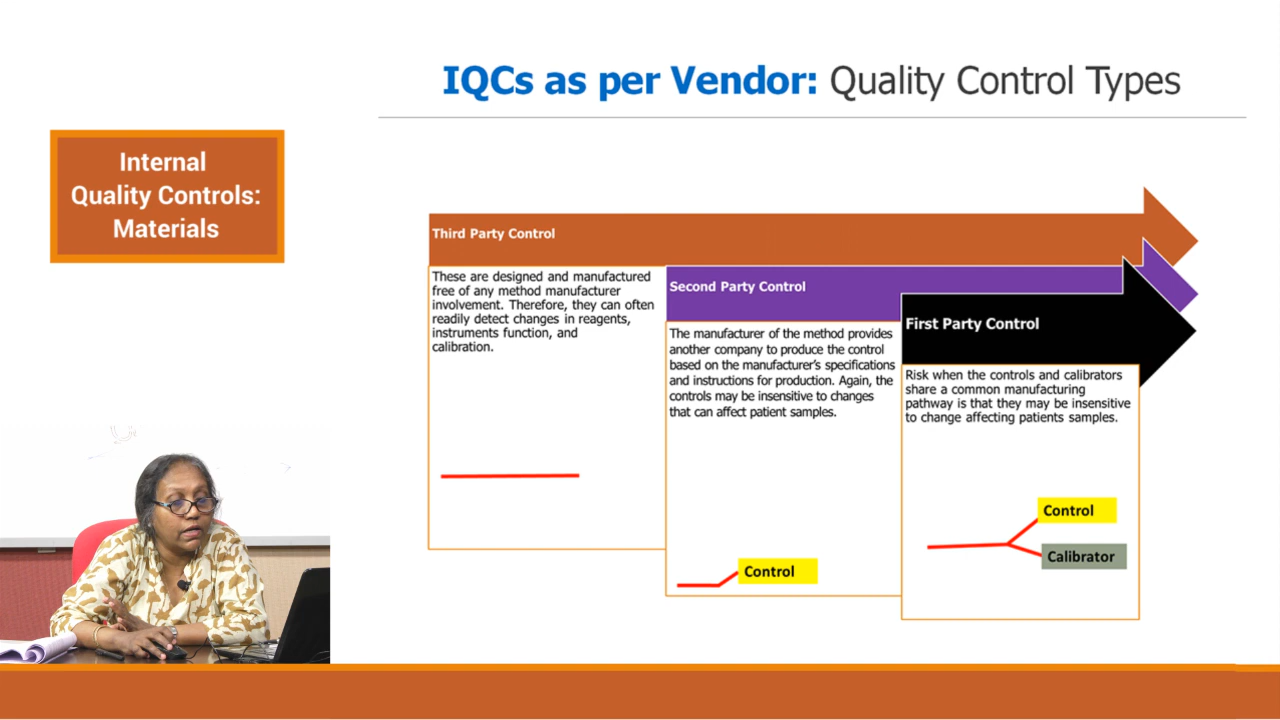 IQCs as per Vendor: Quality Control Types
Internal
Quality Controls:
Materials
Third Party Control
These are designed and manufactured
free of any method manufacturer
involvement. Therefore, they can often
readily detect changes in reagents,
instruments function, and
calibration.
Second Party Control
The manufacturer of the method provides
another company to produce the control
based on the manufacturer's specifications
and instructions for production. Again, the
controls may be insensitive to changes
that can affect patient samples.
Control
First Party Control
Risk when the controls and calibrators
share a common manufacturing
pathway is that they may be insensitive
to change affecting patients samples.
Control
Calibrator